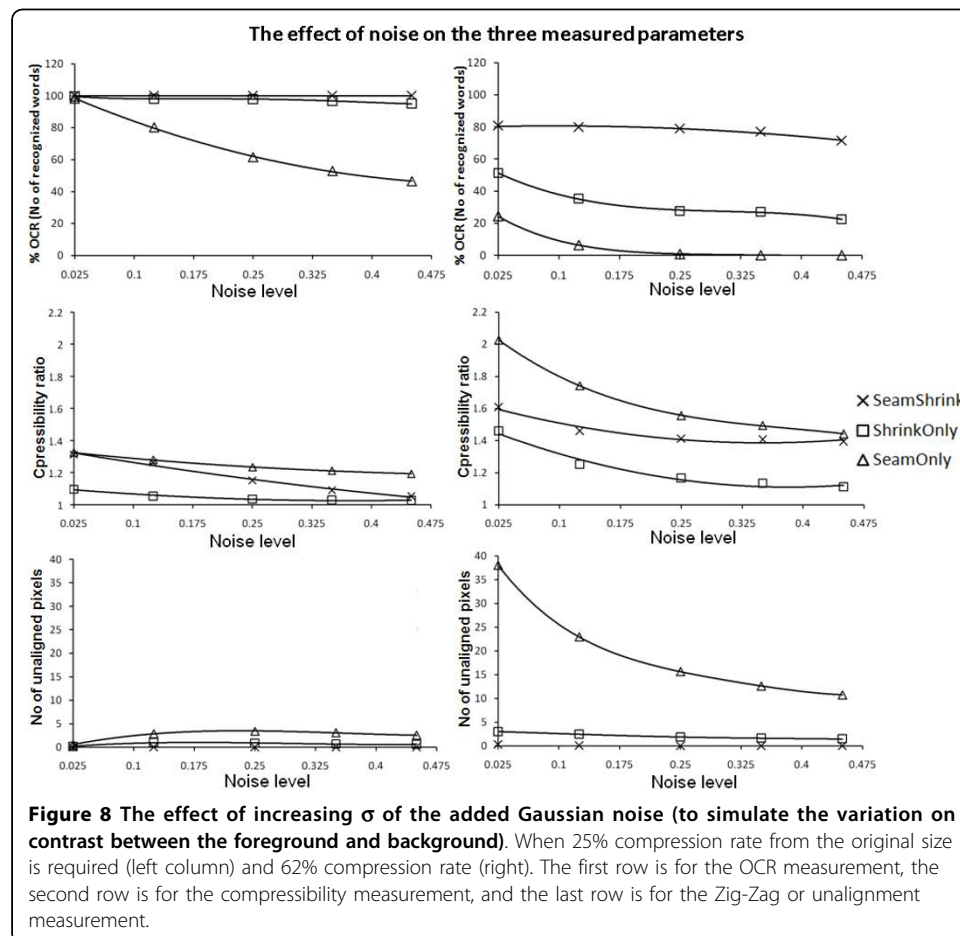 The effect of noise on the three measured parameters
% OCR (No of recognized words)
120
100
80
60
40
20
0
0.025 0.1 0.175 0.25 0.325 0.4 0.475
Noise level
% OCR (No of recognized words)
120
100
80
60
40
20
0
0.025 0.1 0.175 0.25 0.325 0.4 0.475
Noise level
Cpressibility ratio
2.2
2
1.8
1.6
1.4
1.2
1
0.025 0.1 0.175 0.25 0.325 0.4 0.475
Noise level
Cpressibility ratio
2.2
2
1.8
1.6
1.4
1.2
1
0.025 0.1 0.175 0.25 0.325 0.4 0.475
Noise level
SeamShrink
ShrinkOnly
SeamOnly
No of unaligned pixels
40
35
30
25
20
15
10
5
0
0.025 0.1 0.175 0.25 0.325 0.4 0.475
Noise level
No of unaligned pixels
40
35
30
25
20
15
10
5
0
0.025 0.1 0.175 0.25 0.325 0.4 0.475
Noise level
Figure 8 The effect of increasing σ of the added Gaussian noise (to simulate the variation on
contrast between the foreground and background). When 25% compression rate from the original size
is required (left column) and 62% compression rate (right). The first row is for the OCR measurement, the
second row is for the compressibility measurement, and the last row is for the Zig-Zag or unalignment
measurement.